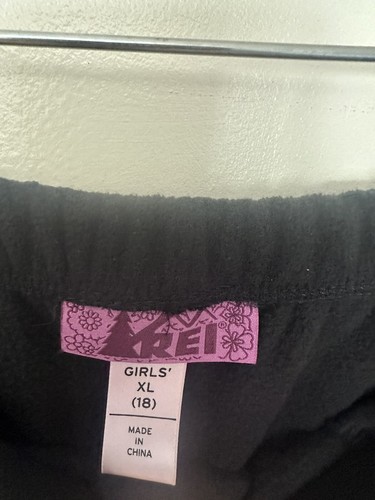 REI®
GIRLS'
XL
(18)
MADE
IN
CHINA